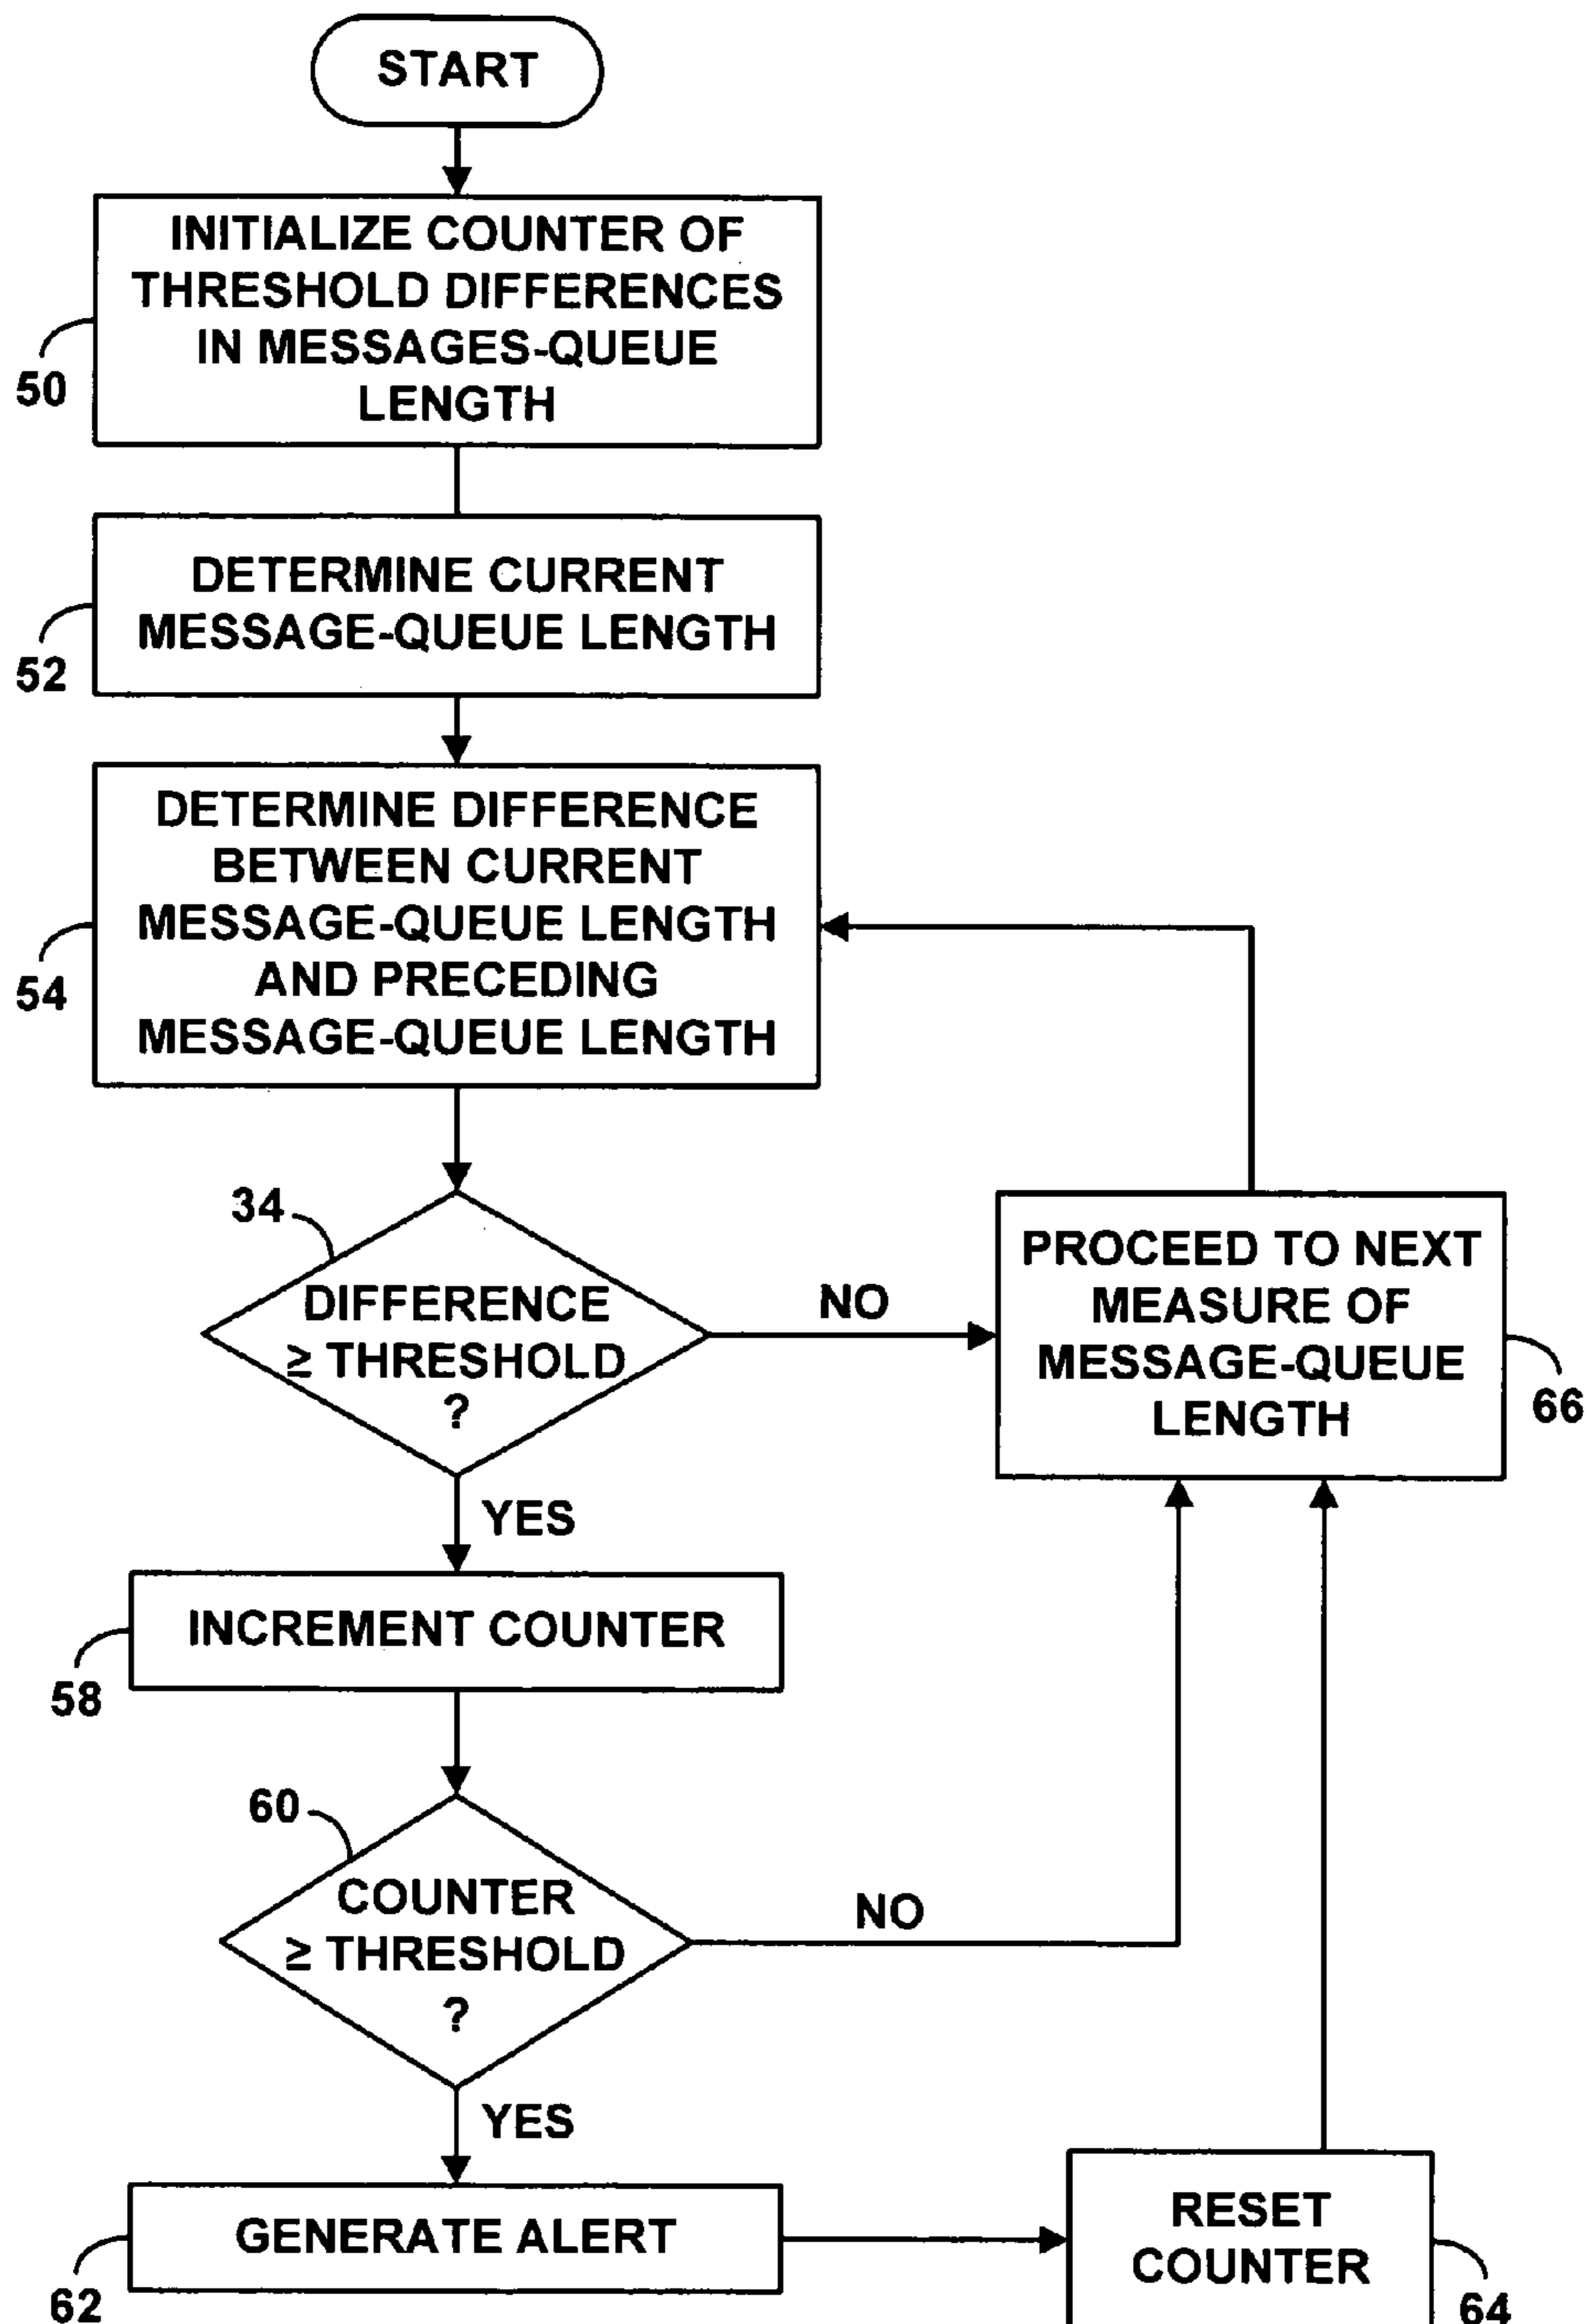 START
INITIALIZE COUNTER OF
THRESHOLD DIFFERENCES
IN MESSAGES-QUEUE
LENGTH
50
DETERMINE CURRENT
MESSAGE-QUEUE LENGTH
52
DETERMINE DIFFERENCE
BETWEEN CURRENT
MESSAGE-QUEUE LENGTH
AND PRECEDING
MESSAGE-QUEUE LENGTH
54
34
DIFFERENCE
≥ THRESHOLD
?
NO
PROCEED TO NEXT
MEASURE OF
MESSAGE-QUEUE
LENGTH
66
YES
INCREMENT COUNTER
58
60
COUNTER
≥ THRESHOLD
?
NO
YES
GENERATE ALERT
62
RESET
COUNTER
64